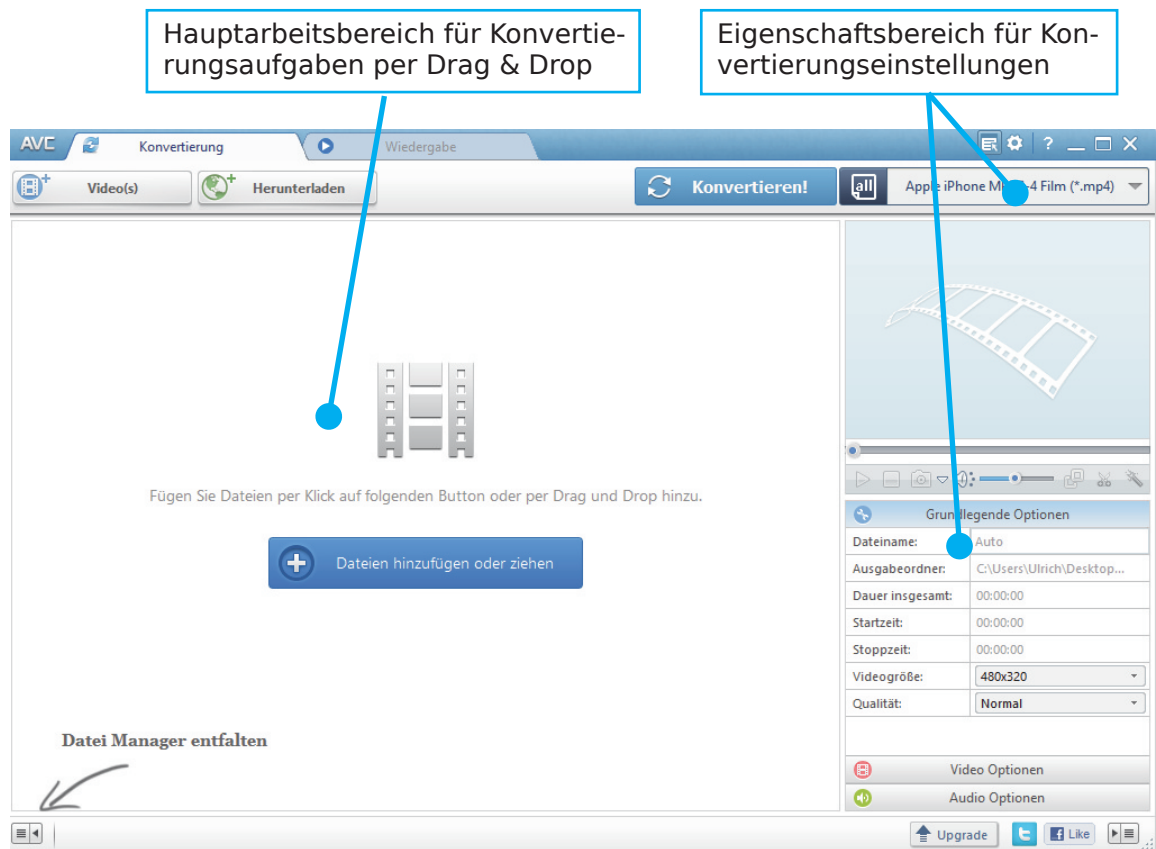 Hauptarbeitsbereich für Konvertie-
rungsaufgaben per Drag & Drop
Eigenschaftsbereich für Kon-
vertierungseinstellungen
AVC
Konvertierung
Wiedergabe
?
Video(s)
Herunterladen
Konvertieren!
all
Apple iPhone 4 Film (*.mp4)
Fügen Sie Dateien per Klick auf folgenden Button oder per Drag und Drop hinzu.
Dateien hinzufügen oder ziehen
Datei Manager entfalten
Grundlegende Optionen
Dateiname: Auto
Ausgabeordner: C:\Users\Ulrich\Desktop...
Dauer insgesamt: 00:00:00
Startzeit: 00:00:00
Stoppzeit: 00:00:00
Videogröße: 480x320
Qualität: Normal
Video Optionen
Audio Optionen
Upgrade
Like